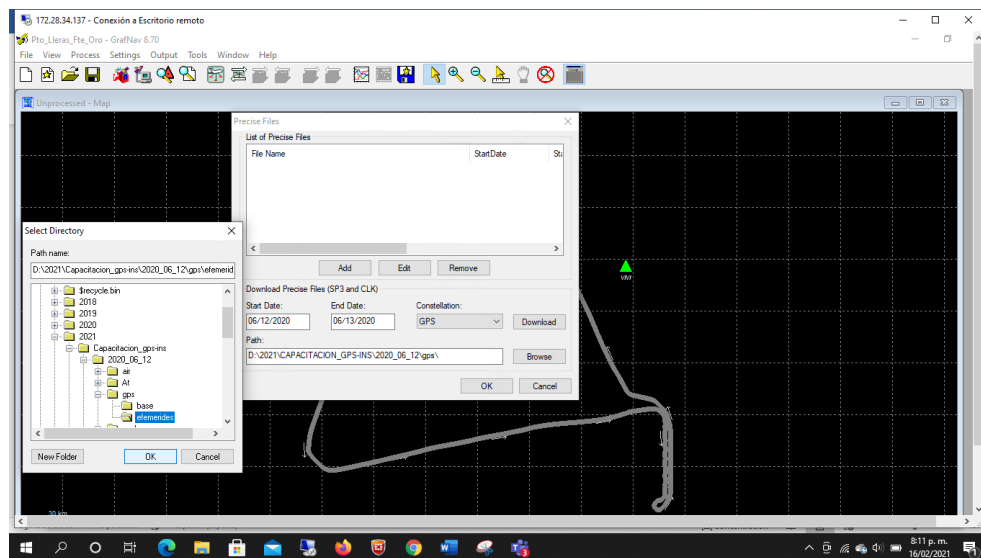 172.28.34.137 - Conexión a Escritorio remoto
Pto_Lleras_Fte_Oro - GrafNav 8.70
File View Process Settings Output Tools Window Help
Unprocessed - Map
Precise Files
List of Precise Files
File Name StartDate Sta
Add Edit Remove
Download Precise Files (SP3 and CLK)
Start Date: End Date: Constellation:
06/12/2020 06/13/2020 GPS Download
Path:
D:\2021\CAPACITACION_GPS-INS\2020_06_12\gps\ Browse
OK Cancel
Select Directory
Path name:
D:\2021\Capacitacion_gps-ins\2020_06_12\gps\efemerid
$recycle.bin
2018
2019
2020
2021
Capacitacion_gps-ins
2020_06_12
air
At
gps
base
efemerides
New Folder OK Cancel
30 km
8:11 p. m.
16/02/2021